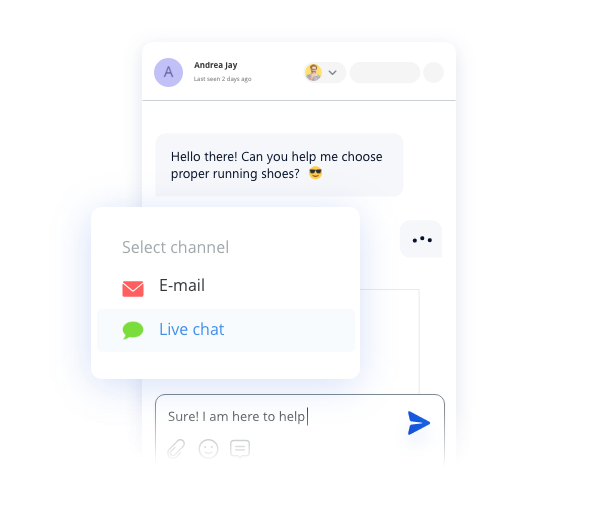 A
Andrea Jay
Last seen 2 days ago
Hello there! Can you help me choose
proper running shoes? 😎
Select channel
E-mail
Live chat
Sure! I am here to help